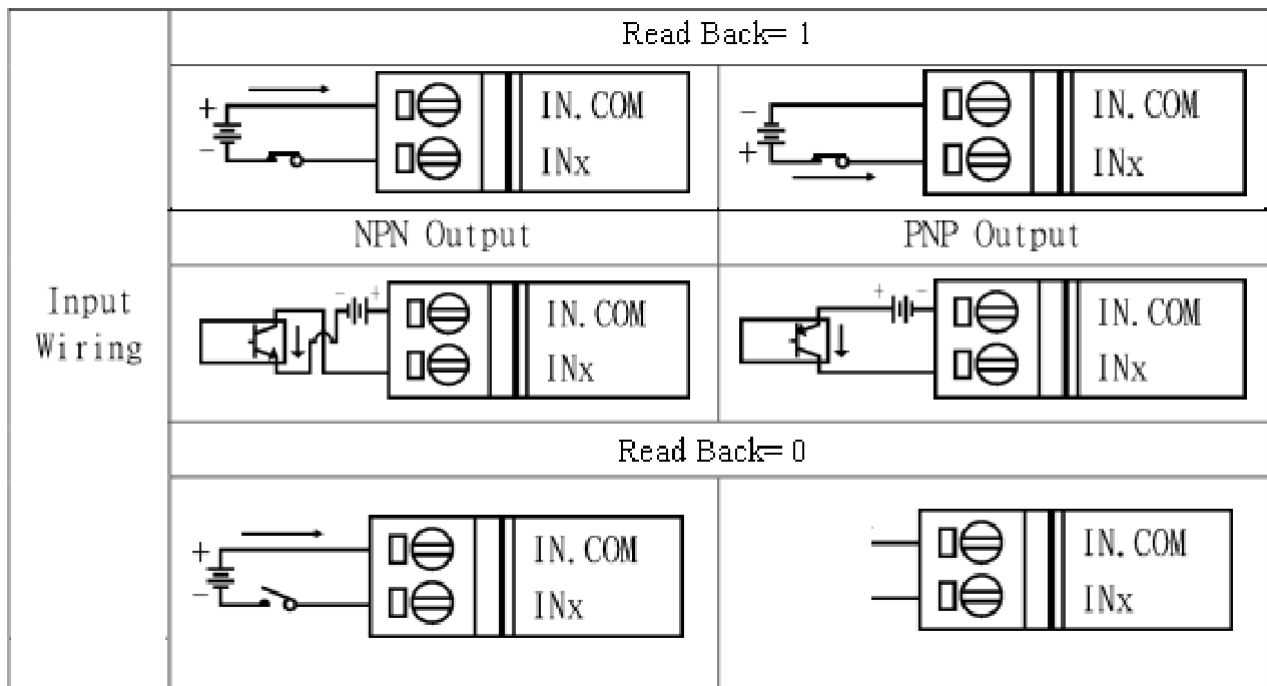 Read Back= 1
+
-
IN. COM
INx
-
+
IN. COM
INx
NPN Output
PNP Output
Input
Wiring
- +
IN. COM
INx
+ -
IN. COM
INx
Read Back= 0
+
-
IN. COM
INx
IN. COM
INx